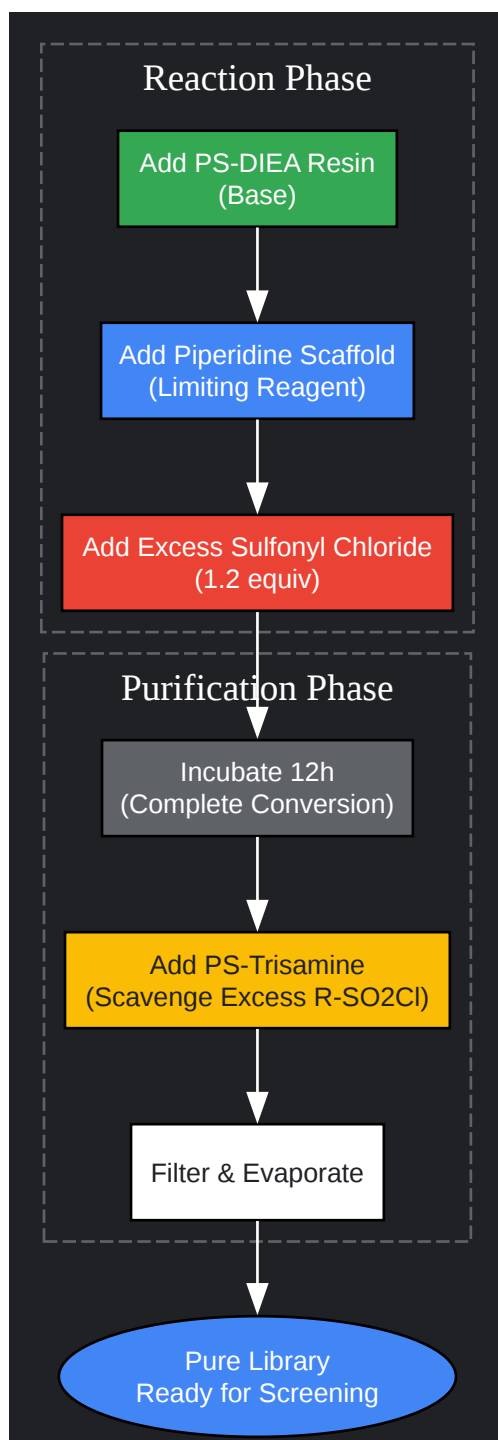 Reaction Phase
Add PS-DIEA Resin
(Base)
Add Piperidine Scaffold
(Limiting Reagent)
Add Excess Sulfonyl Chloride
(1.2 equiv)
Purification Phase
Incubate 12h
(Complete Conversion)
Add PS-Trisamine
(Scavenge Excess R-SO2Cl)
Filter & Evaporate
Pure Library
Ready for Screening